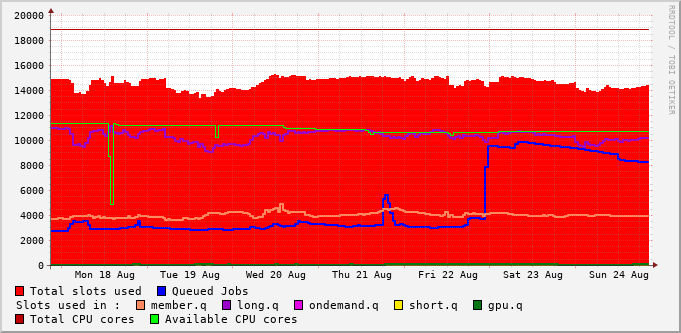 RRDTOOL / TOBI OETIKER
20000
18000
16000
14000
12000
10000
8000
6000
4000
2000
0
Mon 18 Aug Tue 19 Aug Wed 20 Aug Thu 21 Aug Fri 22 Aug Sat 23 Aug Sun 24 Aug
Total slots used Queued Jobs
Slots used in : member.q long.q ondemand.q short.q gpu.q
Total CPU cores Available CPU cores